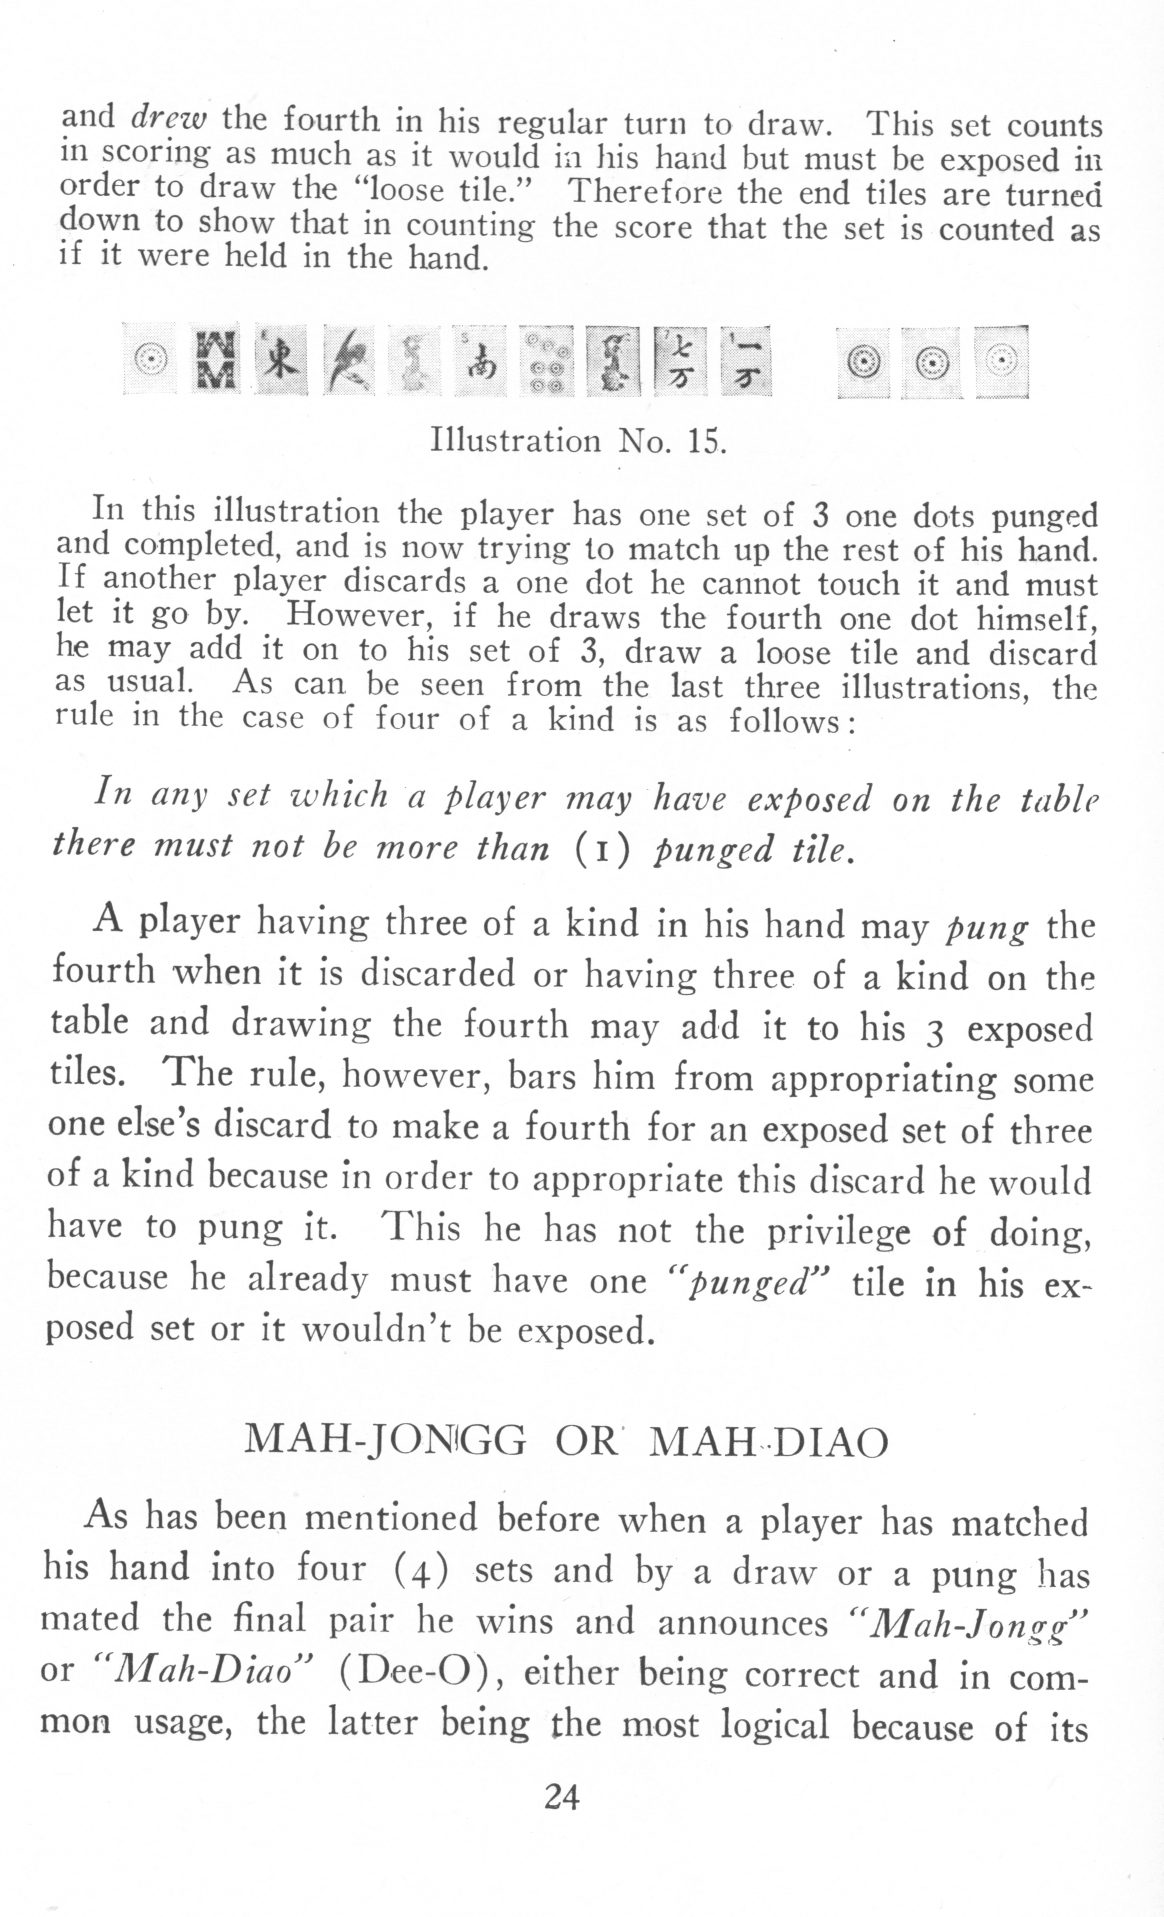 and drew the fourth in his regular turn to draw. This set counts
in scoring as much as it would in his hand but must be exposed in
order to draw the "loose tile." Therefore the end tiles are turned
down to show that in counting the score that the set is counted as
if it were held in the hand.
東 南 七万 一万
Illustration No. 15.
In this illustration the player has one set of 3 one dots punged
and completed, and is now trying to match up the rest of his hand.
If another player discards a one dot he cannot touch it and must
let it go by. However, if he draws the fourth one dot himself,
he may add it on to his set of 3, draw a loose tile and discard
as usual. As can be seen from the last three illustrations, the
rule in the case of four of a kind is as follows:
In any set which a player may have exposed on the table
there must not be more than (1) punged tile.
A player having three of a kind in his hand may pung the
fourth when it is discarded or having three of a kind on the
table and drawing the fourth may add it to his 3 exposed
tiles. The rule, however, bars him from appropriating some
one else's discard to make a fourth for an exposed set of three
of a kind because in order to appropriate this discard he would
have to pung it. This he has not the privilege of doing,
because he already must have one "punged" tile in his ex-
posed set or it wouldn't be exposed.
MAH-JONGG OR MAH-DIAO
As has been mentioned before when a player has matched
his hand into four (4) sets and by a draw or a pung has
mated the final pair he wins and announces "Mah-Jongg"
or "Mah-Diao" (Dee-O), either being correct and in com-
mon usage, the latter being the most logical because of its
24